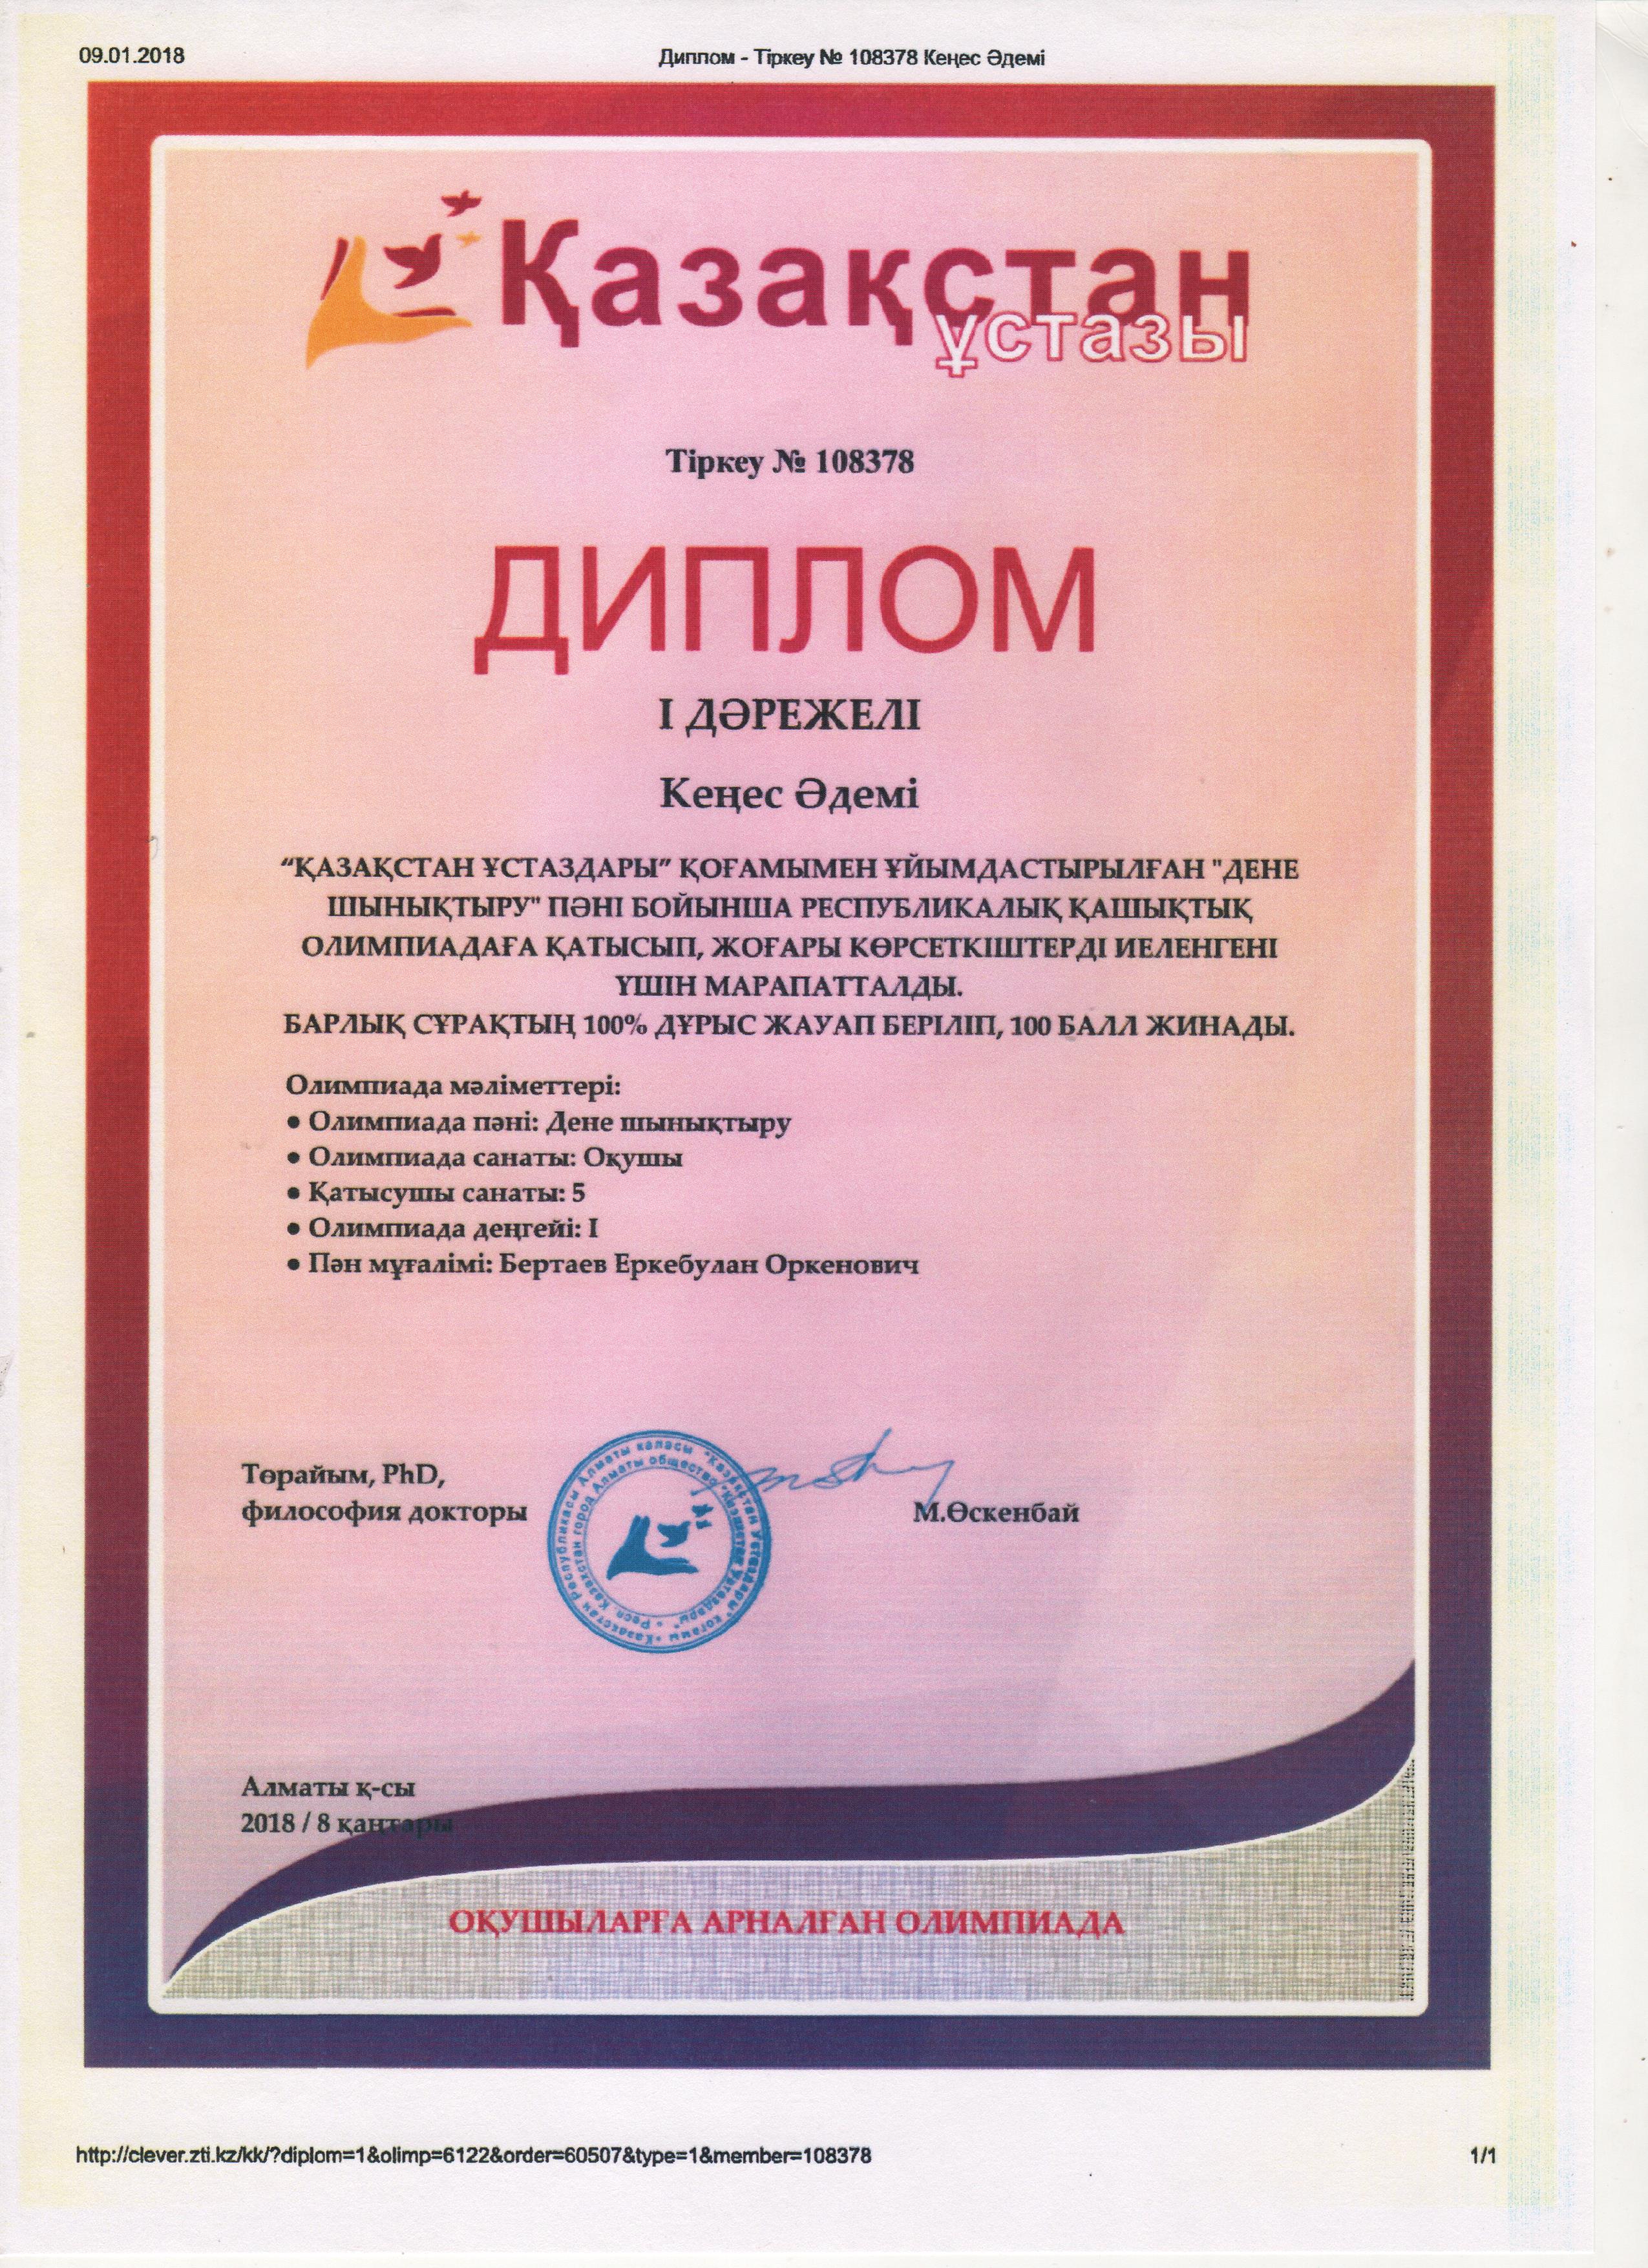 09.01.2018
Диплом - Тіркеу № 108378 Кеңес Әдемі
Қазақстан
ұстазы
Тіркеу № 108378
ДИПЛОМ
І ДӘРЕЖЕЛІ
Кеңес Әдемі
“ҚАЗАҚСТАН ҰСТАЗДАРЫ” ҚОҒАМЫМЕН ҰЙЫМДАСТЫРЫЛҒАН "ДЕНЕ
ШЫНЫҚТЫРУ" ПӘНІ БОЙЫНША РЕСПУБЛИКАЛЫҚ ҚАШЫҚТЫҚ
ОЛИМПИАДАҒА ҚАТЫСЫП, ЖОҒАРЫ КӨРСЕТКІШТЕРДІ ИЕЛЕНГЕНІ
ҮШІН МАРАПАТТАЛДЫ.
БАРЛЫҚ СҰРАҚТЫҢ 100% ДҰРЫС ЖАУАП БЕРІЛІП, 100 БАЛЛ ЖИНАДЫ.
Олимпиада мәліметтері:
● Олимпиада пәні: Дене шынықтыру
● Олимпиада санаты: Оқушы
● Қатысушы санаты: 5
● Олимпиада деңгейі: І
● Пән мұғалімі: Бертаев Еркебулан Оркенович
Төрайым, PhD,
философия докторы
М.Өскенбай
Қазақстан Республикасы Алматы қаласы "Қазақстан Ұстаздары" қоғамы
Респ. Казахстан город Алматы общество "Қазақстан Ұстаздары"
Алматы қ-сы
2018 / 8 қаңтары
ОҚУШЫЛАРҒА АРНАЛҒАН ОЛИМПИАДА
http://clever.zti.kz/kk/?diplom=1&olimp=6122&order=60507&type=1&member=108378
1/1